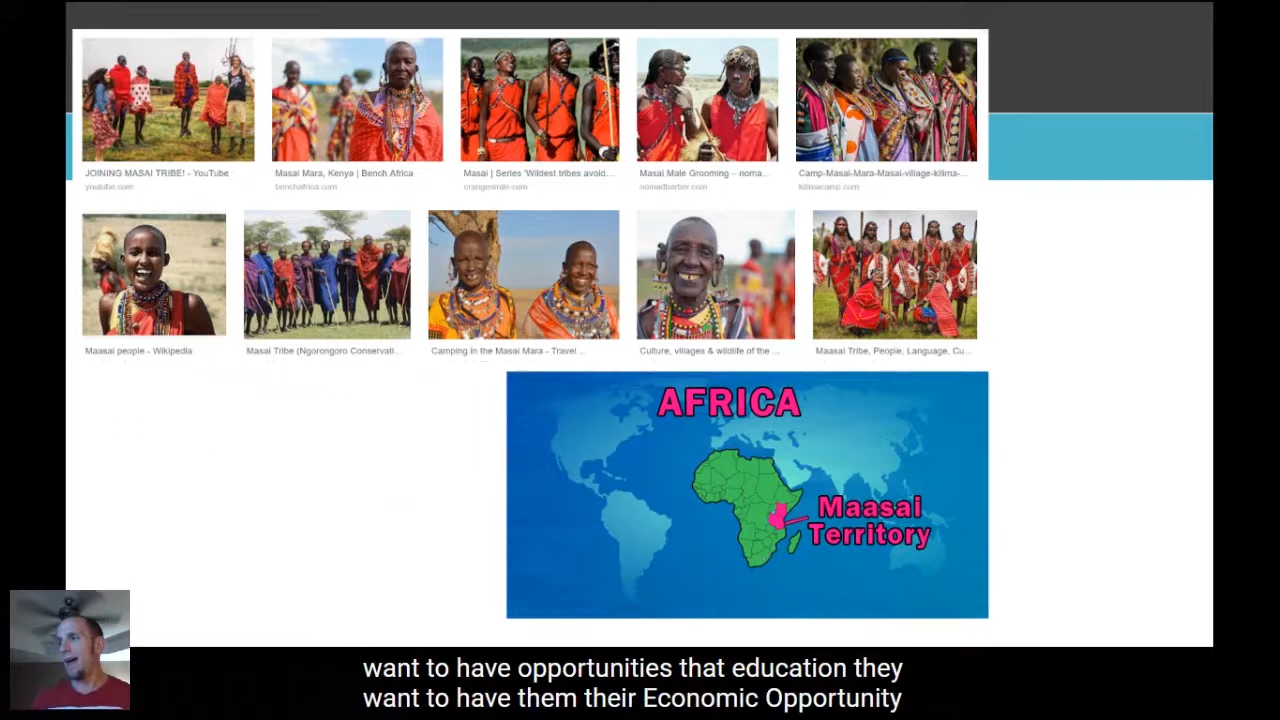 JOINING MASAI TRIBE! - YouTube
youtube.com
Masai Mara, Kenya | Bench Africa
benchafrica.com
Masai | Series 'Wildest tribes avoid...
orangesmile.com
Masai Male Grooming – noma...
nomadbarber.com
Camp-Masai-Mara-Masai-village-kilima-...
kilimacamp.com
Maasai people - Wikipedia
Masai Tribe (Ngorongoro Conservati...
Camping in the Masai Mara - Travel ...
Culture, villages & wildlife of the ...
Maasai Tribe, People, Language, Cu...
AFRICA
Maasai
Territory
want to have opportunities that education they
want to have them their Economic Opportunity